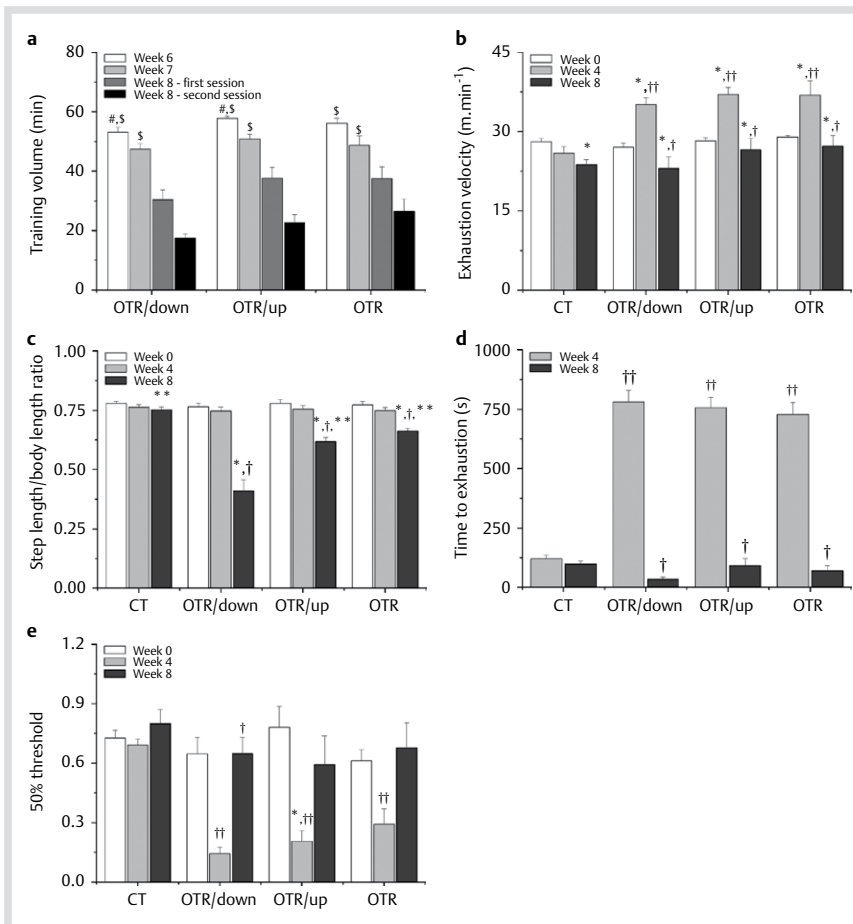 a
Training volume (min)
80
60
40
20
0
Week 6
Week 7
Week 8 - first session
Week 8 - second session
#,$
$
#,$
$
$
$
OTR/down
OTR/up
OTR
b
Exhaustion velocity (m.min-1)
45
30
15
0
Week 0
Week 4
Week 8
*
*,††
*,†
*,††
*,†
*,††
*,†
CT
OTR/down
OTR/up
OTR
c
Step length/body length ratio
1.00
0.75
0.50
0.25
0.00
Week 0
Week 4
Week 8
**
*,†
*,†,**
*,†,**
CT
OTR/down
OTR/up
OTR
d
Time to exhaustion (s)
1000
750
500
250
0
Week 4
Week 8
††
†
††
†
††
†
CT
OTR/down
OTR/up
OTR
e
50% threshold
1.2
0.9
0.6
0.3
0.0
Week 0
Week 4
Week 8
††
†
*,††
††
CT
OTR/down
OTR/up
OTR